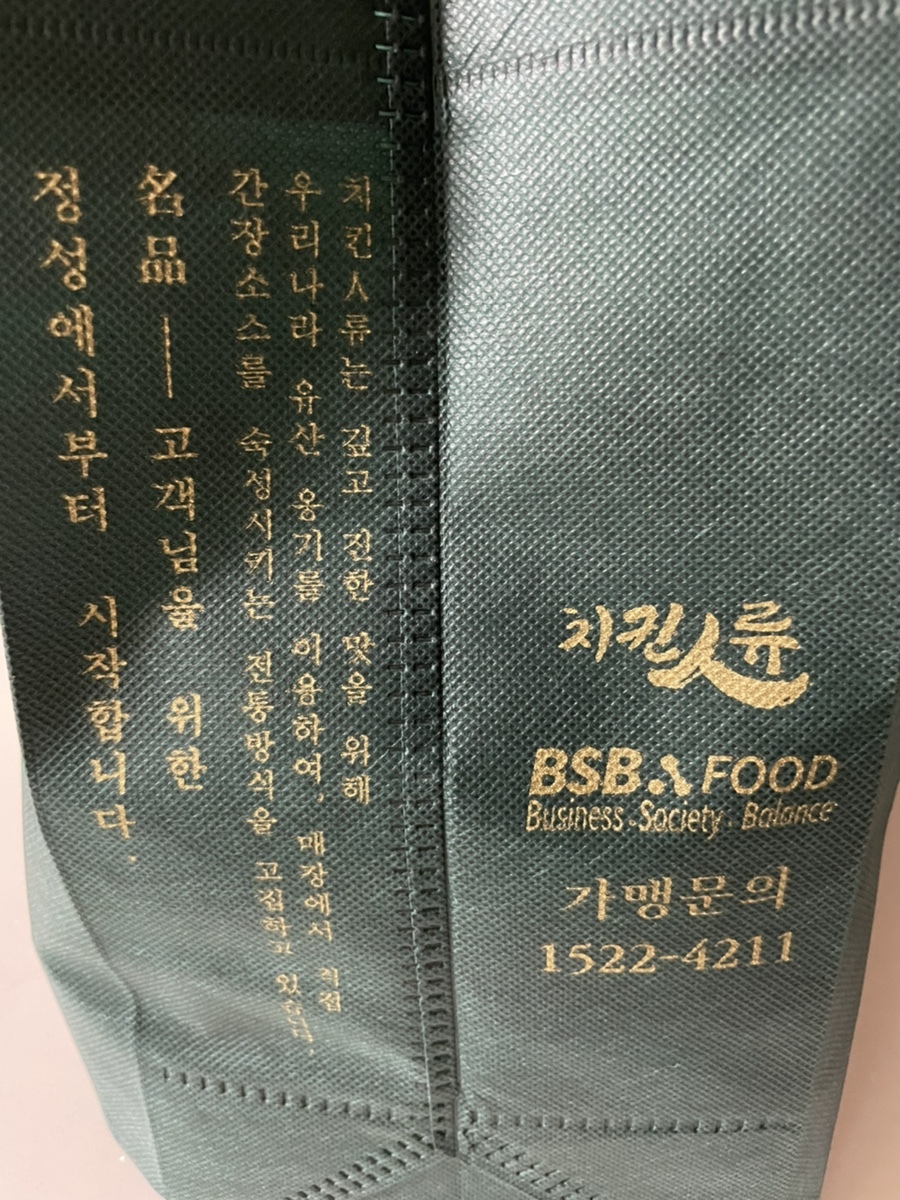 치킨人류는 깊고 진한 맛을 위해
우리나라 유산 옹기를 이용하여, 매장에서 직접
간장소스를 숙성시키는 전통방식을 고집하고 있습니다.
名品 — 고객님을 위한
정성에서부터 시작합니다.
치킨人류
BSB FOOD
Business · Society · Balance
가맹문의
1522-4211